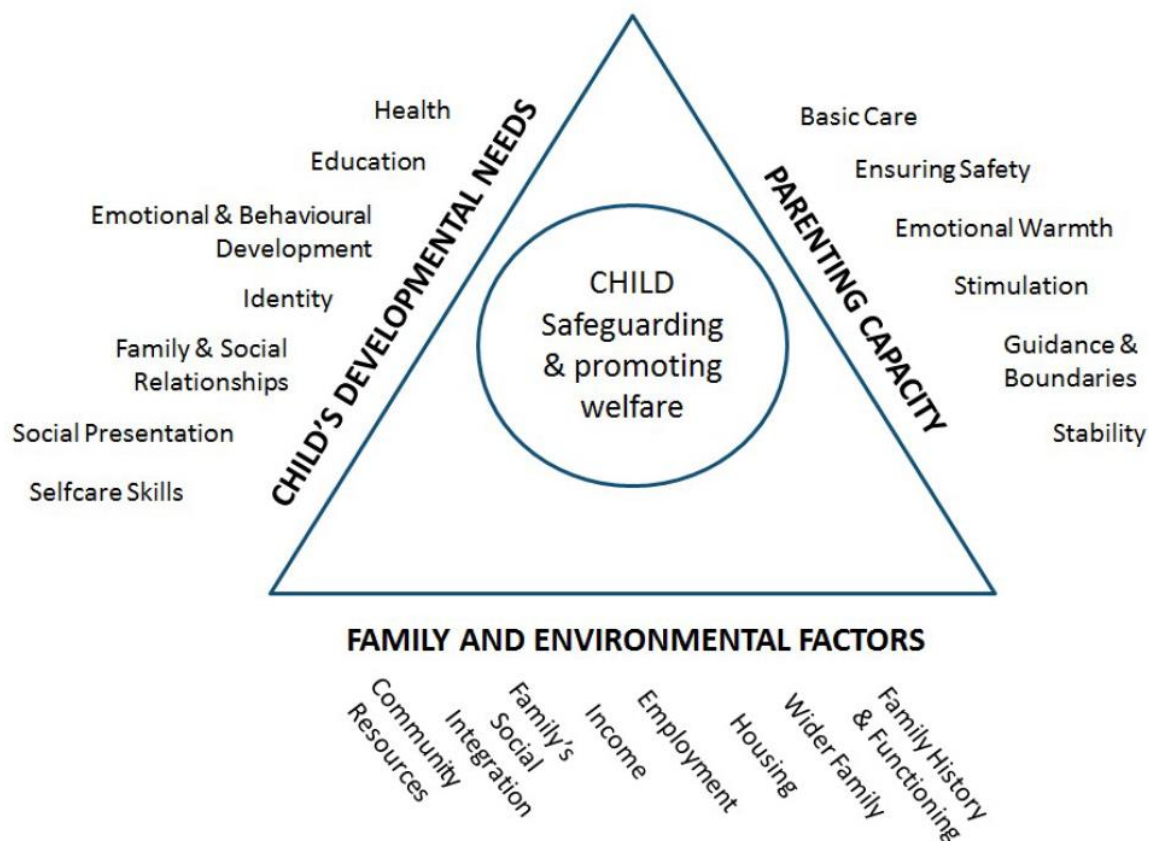 Health
Education
Emotional & Behavioural
Development
Identity
Family & Social
Relationships
Social Presentation
Selfcare Skills
CHILD'S DEVELOPMENTAL NEEDS
CHILD
Safeguarding
& promoting
welfare
PARENTING CAPACITY
Basic Care
Ensuring Safety
Emotional Warmth
Stimulation
Guidance &
Boundaries
Stability
FAMILY AND ENVIRONMENTAL FACTORS
Community
Resources
Family's
Social
Integration
Income
Employment
Housing
Wider Family
Family History
& Functioning